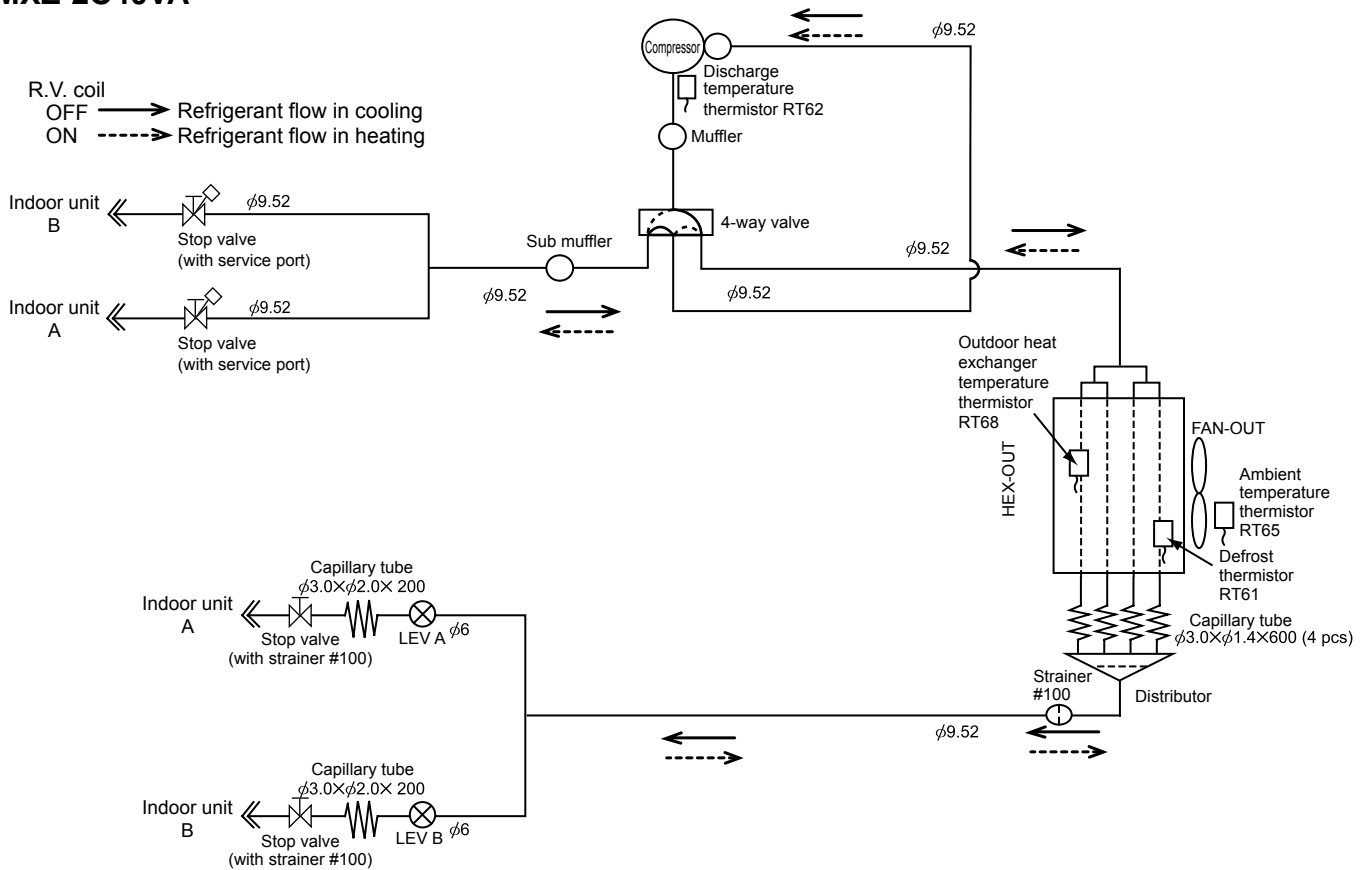 R.V. coil
OFF Refrigerant flow in cooling
ON Refrigerant flow in heating
Compressor
Discharge
temperature
thermistor RT62
Muffler
4-way valve
ϕ9.52
Indoor unit
B
ϕ9.52
Stop valve
(with service port)
Indoor unit
A
ϕ9.52
Stop valve
(with service port)
Sub muffler
ϕ9.52
ϕ9.52
ϕ9.52
Outdoor heat
exchanger
temperature
thermistor
RT68
HEX-OUT
FAN-OUT
Ambient
temperature
thermistor
RT65
Defrost
thermistor
RT61
Capillary tube
ϕ3.0×ϕ1.4×600 (4 pcs)
Distributor
Strainer
#100
ϕ9.52
Capillary tube
ϕ3.0×ϕ2.0× 200
Indoor unit
A
Stop valve
(with strainer #100)
LEV A
ϕ6
Capillary tube
ϕ3.0×ϕ2.0× 200
Indoor unit
B
Stop valve
(with strainer #100)
LEV B
ϕ6